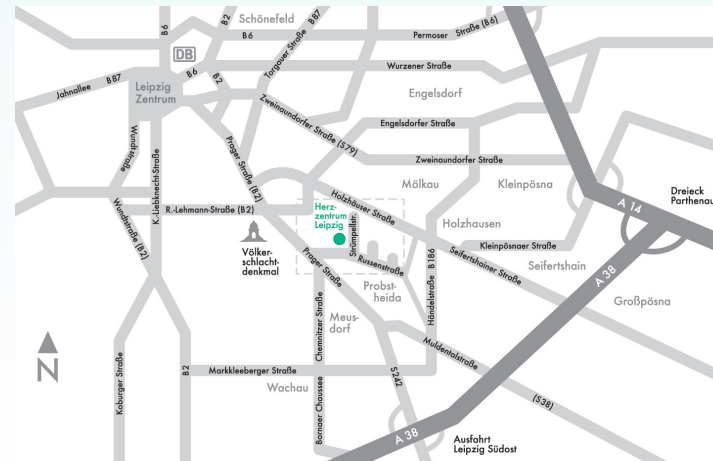 B2
B87
Schönefeld
B6
B6
Permoser
Straße (B6)
DB
Torgauer Straße
Wurzener Straße
Jahnallee
B87
B6
B2
Leipzig
Zentrum
Engelsdorf
Zweinaundorfer Straße (S79)
Engelsdorfer Straße
Wundtstraße
K.-Liebknecht-Straße
Prager Straße (B2)
Zweinaundorfer Straße
Mölkau
Kleinpösna
Dreieck
Parthenaue
A 14
Wundtstraße (B2)
R.-Lehmann-Straße (B2)
Herz-
zentrum
Leipzig
Strümpellstr.
Holzhäuser Straße
Holzhausen
Völker-
schlacht-
denkmal
Prager Straße
Russenstraße
B 186
Seifertshainer Straße
Kleinpösnaer Straße
Seifertshain
A 38
Probst-
heida
Großpösna
Händelstraße
Meus-
dorf
Chemnitzer Straße
N
Koburger Straße
B2
Markkleeberger Straße
Muldentalstraße
S242
Wachau
Bornaer Chaussee
(S38)
A 38
Ausfahrt
Leipzig Südost